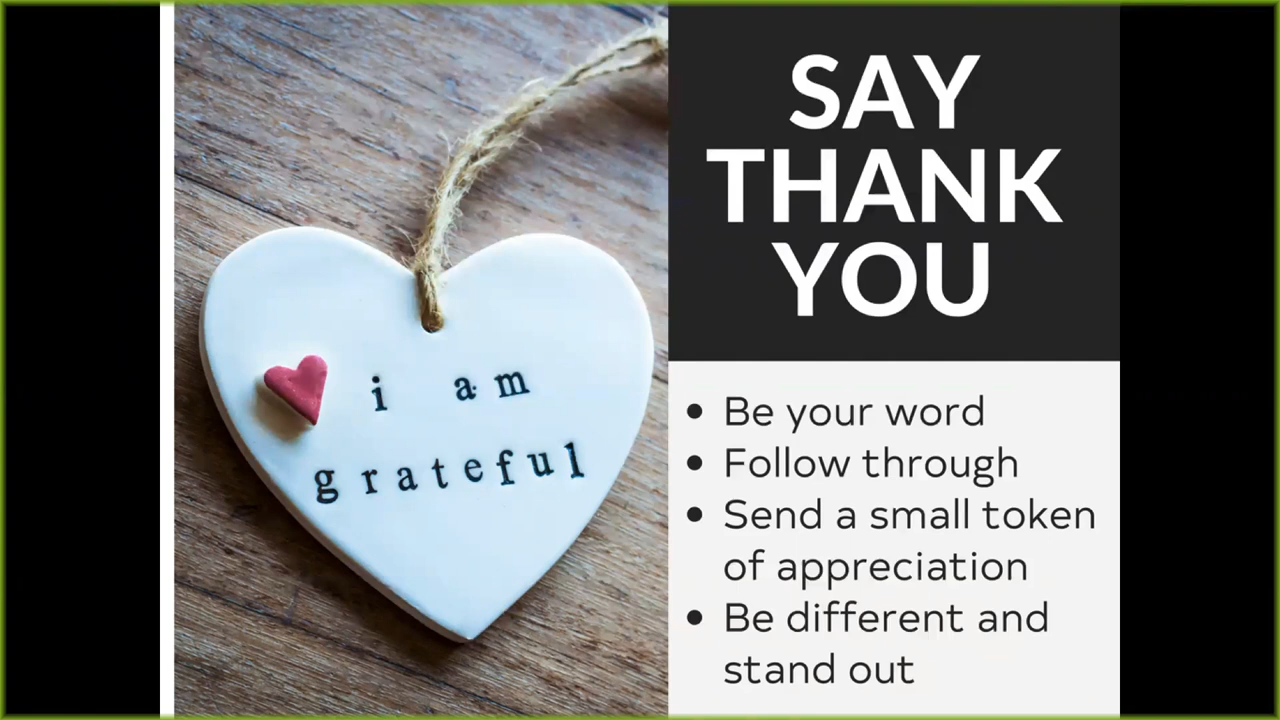 i am
grateful
SAY
THANK
YOU
• Be your word
• Follow through
• Send a small token
of appreciation
• Be different and
stand out